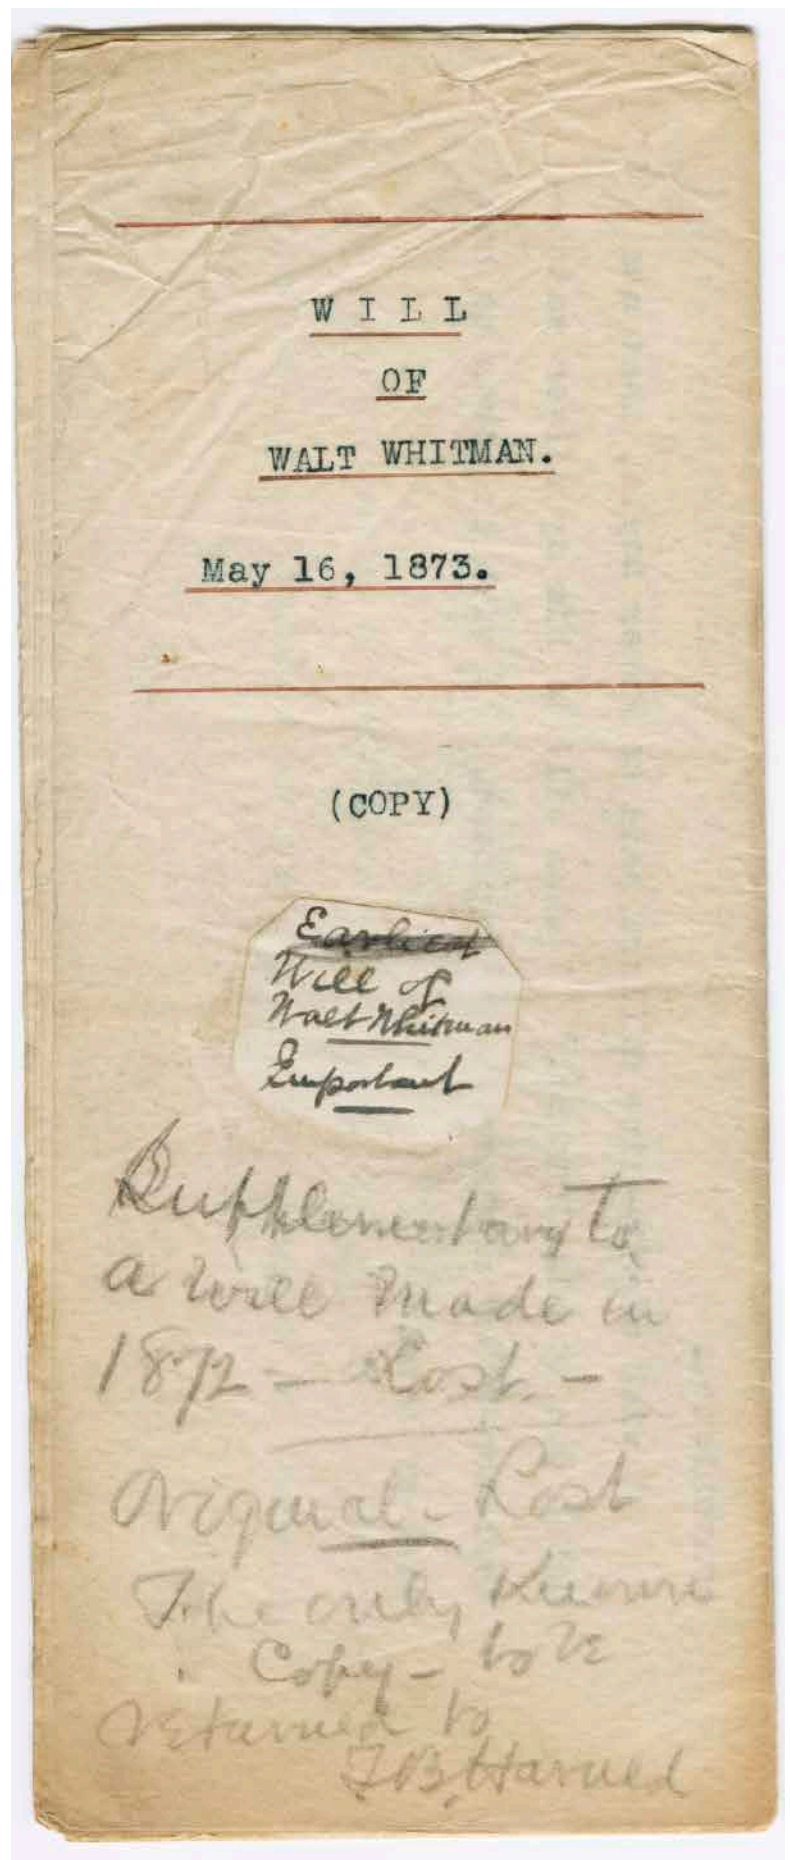 W I L L
OF
WALT WHITMAN.
May 16, 1873.
(COPY)
Earliest
Will of
Walt Whitman
Important
Supplementary to
a will made in
1872 — Lost. —
Original - Lost
The only known
Copy - to be
returned to
T.B. Harned